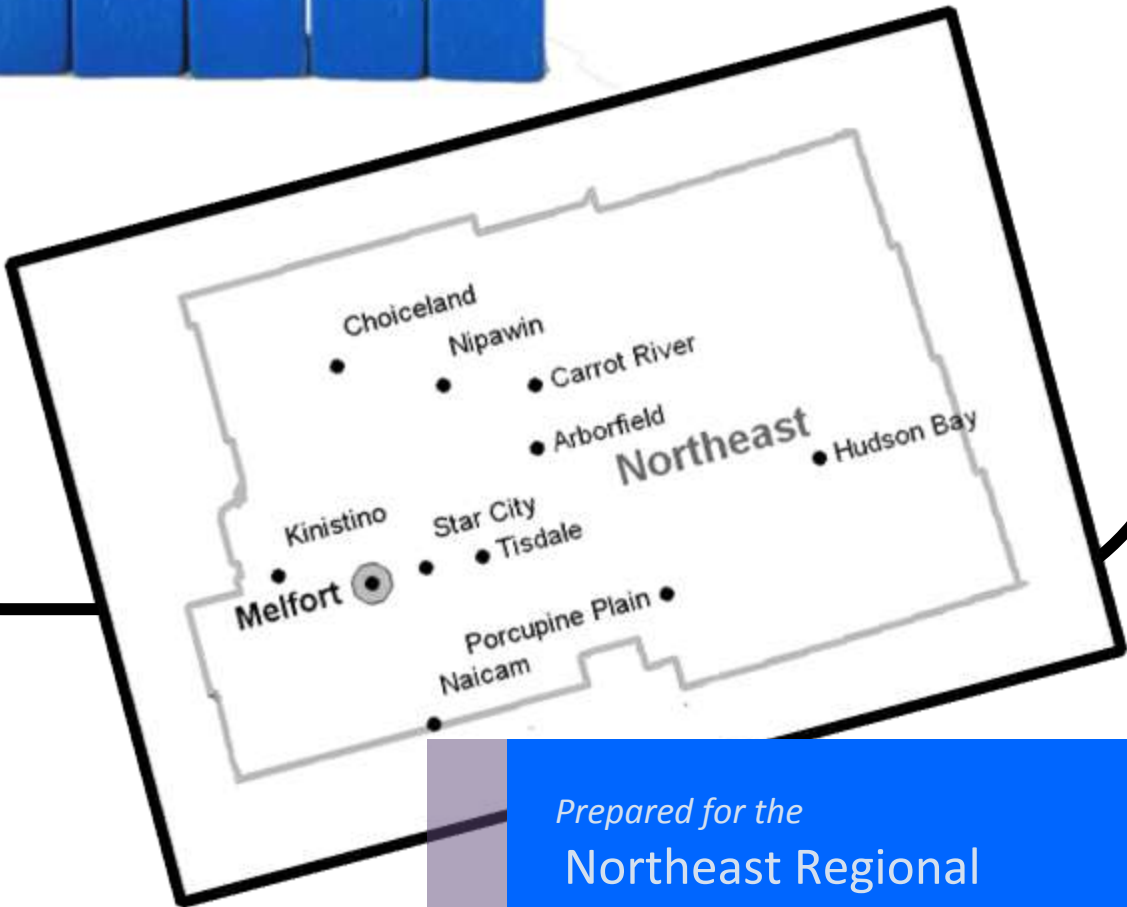 Choiceland
Nipawin
Carrot River
Arborfield
Northeast
Hudson Bay
Kinistino
Star City
Tisdale
Melfort
Porcupine Plain
Naicam
Prepared for the
Northeast Regional